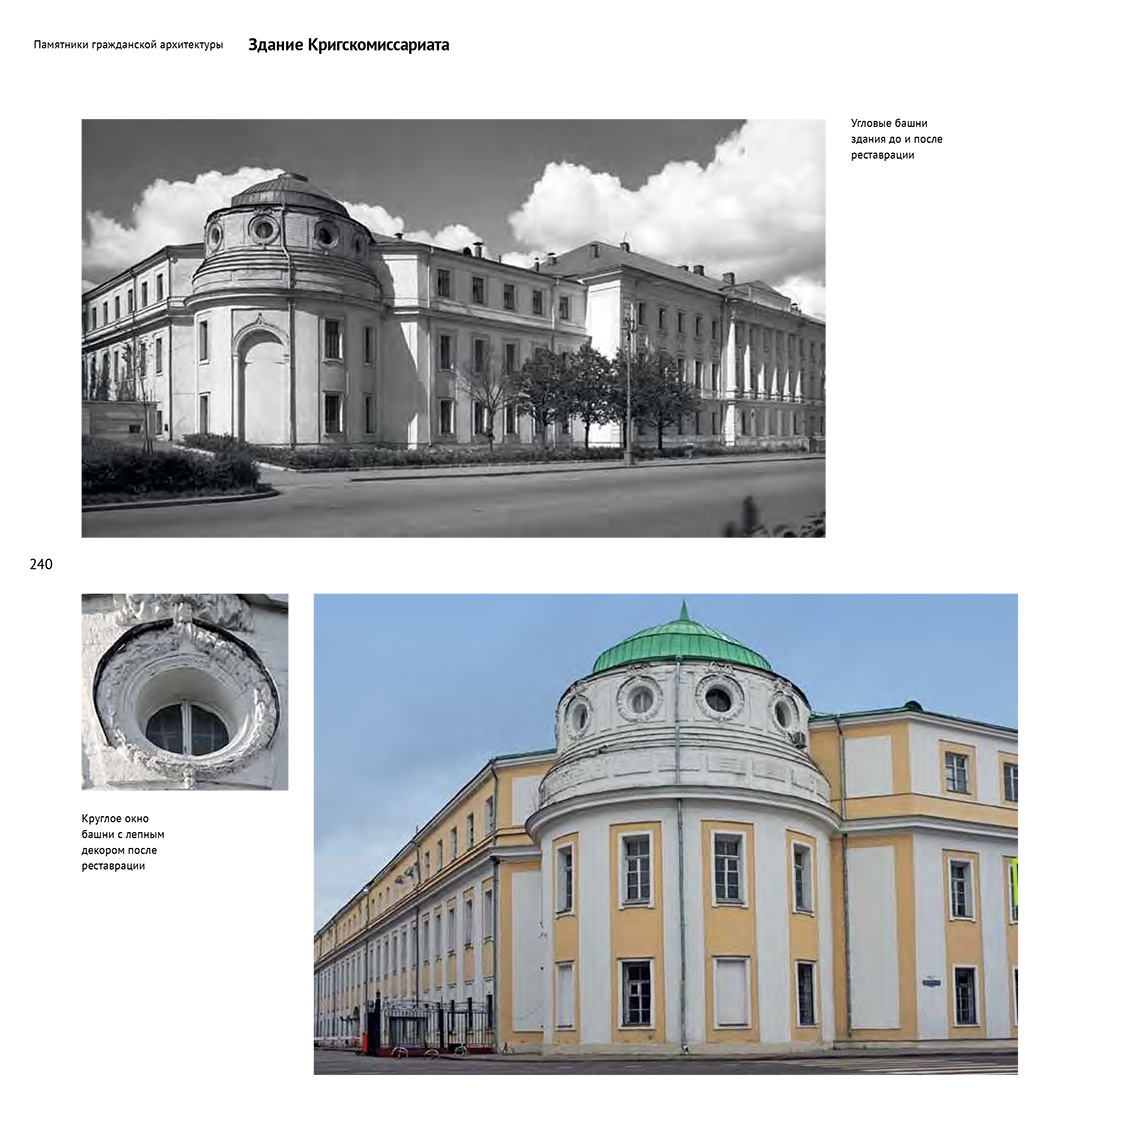 Памятники гражданской архитектуры Здание Кригскомиссариата
Угловые башни
здания до и после
реставрации
240
Круглое окно
башни с лепным
декором после
реставрации